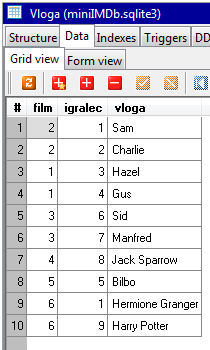 Vloga (miniIMDb.sqlite3)
Structure Data Indexes Triggers DD
Grid view Form view
# film igralec vloga
1 2 1 Sam
2 2 2 Charlie
3 1 3 Hazel
4 1 4 Gus
5 3 6 Sid
6 3 7 Manfred
7 4 8 Jack Sparrow
8 5 5 Bilbo
9 6 1 Hermione Granger
10 6 9 Harry Potter